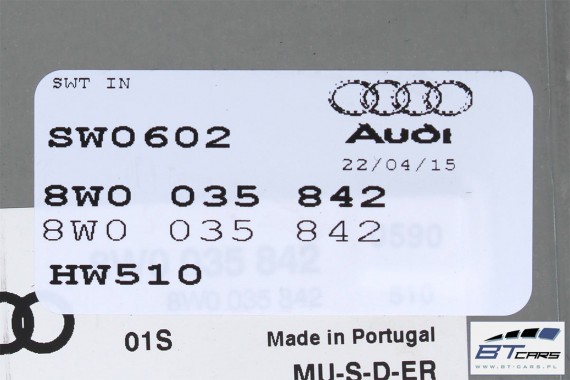 SWT IN
Audi
22/04/15
SW0602
8W0 035 842
8W0 035 842
HW510
8W0 035 842
8W0 035 842
510
01S
Made in Portugal
MU-S-D-ER
BTCARS
WWW.BT-CARS.PL